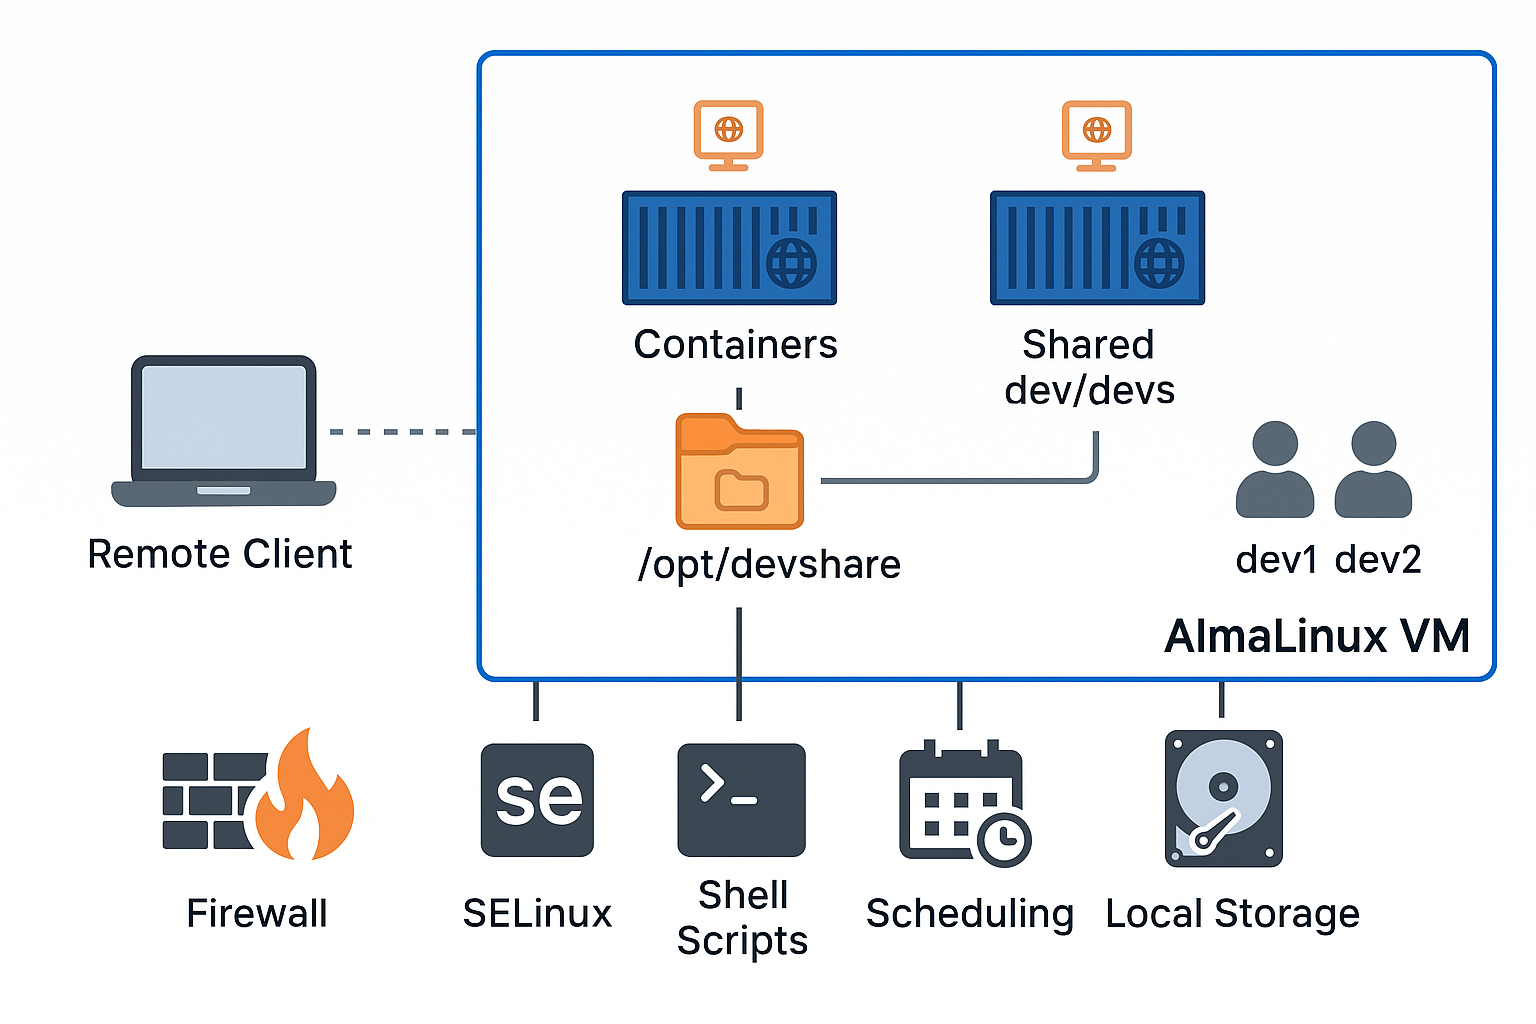 Containers
Shared
dev/devs
Remote Client
/opt/devshare
dev1 dev2
AlmaLinux VM
se
Firewall
SELinux
Shell
Scripts
Scheduling
Local Storage